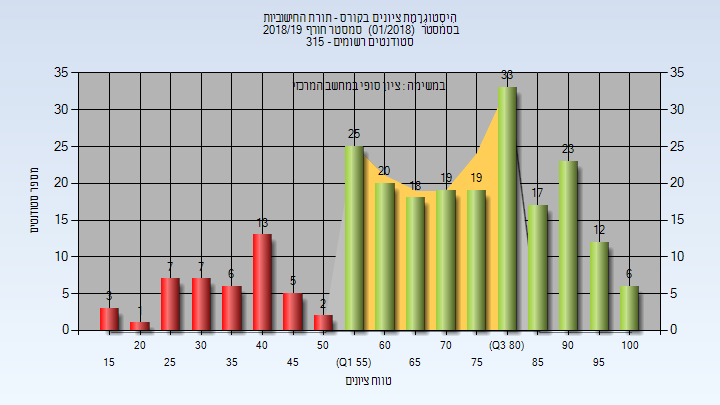 היסטוגרמת ציונים בקורס - תורת החישוביות
בסמסטר (01/2018) סמסטר חורף 2018/19
סטודנטים רשומים - 315
במשימה : ציון סופי במחשב המרכזי
מספר סטודנטים
35 35
30 30
25 25
20 20
15 15
10 10
5 5
0 0
3 1 7 7 6 13 5 2 25 20 18 19 19 33 17 23 12 6
20 30 40 50 60 70 (Q3 80) 90 100
15 25 35 45 (Q1 55) 65 75 85 95
טווח ציונים